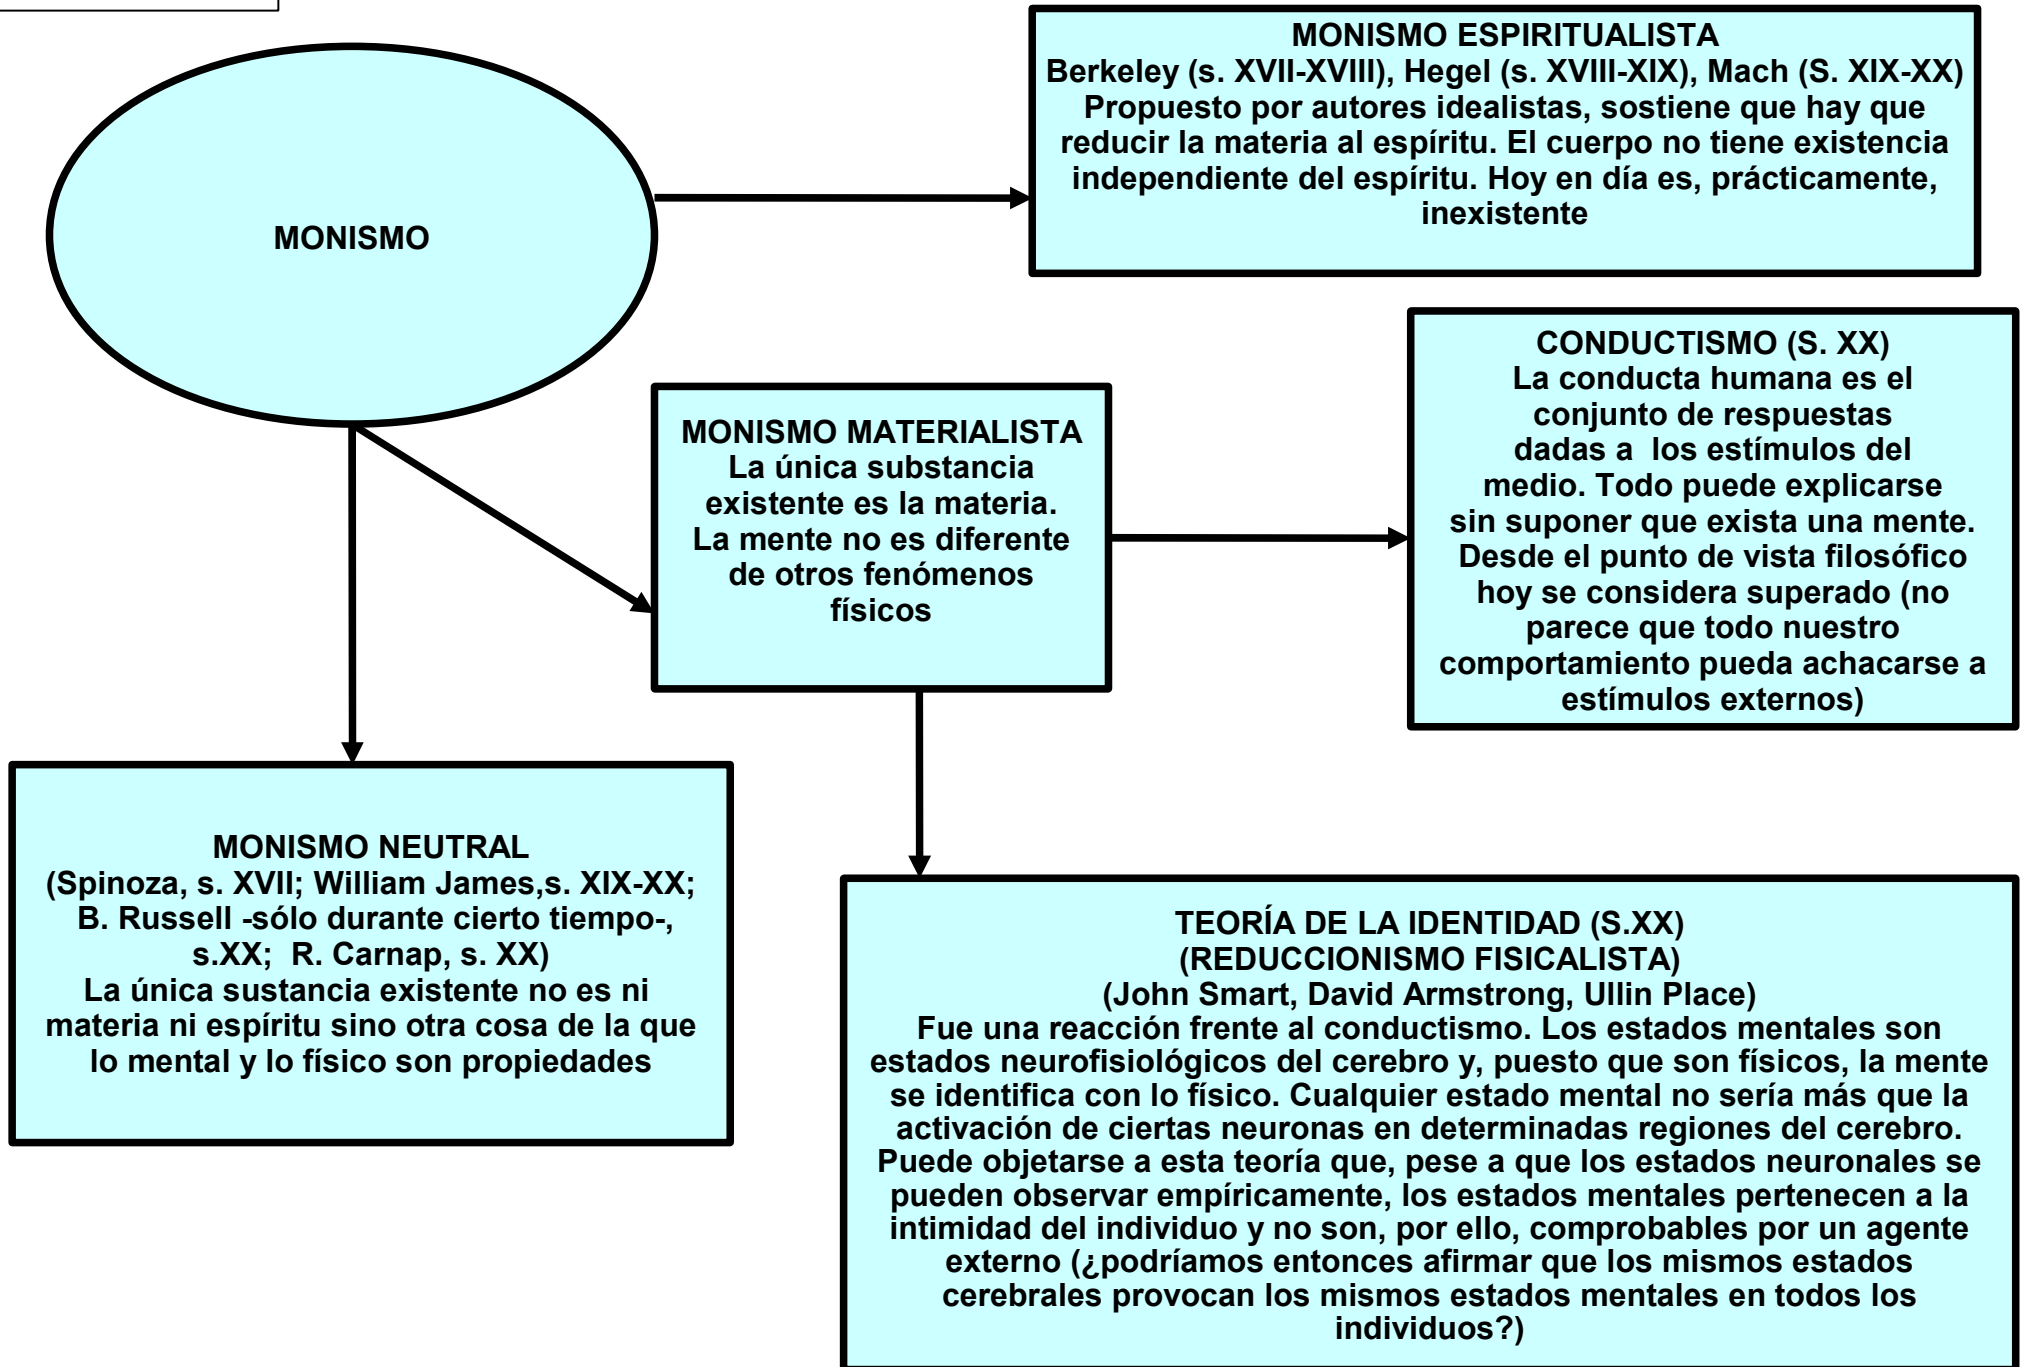 MONISMO ESPIRITUALISTA
Berkeley (s. XVII-XVIII), Hegel (s. XVIII-XIX), Mach (S. XIX-XX)
Propuesto por autores idealistas, sostiene que hay que
reducir la materia al espíritu. El cuerpo no tiene existencia
independiente del espíritu. Hoy en día es, prácticamente,
inexistente
MONISMO
CONDUCTISMO (S. XX)
La conducta humana es el
conjunto de respuestas
dadas a  los estímulos del
medio. Todo puede explicarse
sin suponer que exista una mente.
Desde el punto de vista filosófico
hoy se considera superado (no
parece que todo nuestro
comportamiento pueda achacarse a
estímulos externos)
MONISMO MATERIALISTA
La única substancia
existente es la materia.
La mente no es diferente
de otros fenómenos
físicos
MONISMO NEUTRAL
(Spinoza, s. XVII; William James,s. XIX-XX;
B. Russell -sólo durante cierto tiempo-,
s.XX;  R. Carnap, s. XX)
La única sustancia existente no es ni
materia ni espíritu sino otra cosa de la que
lo mental y lo físico son propiedades
TEORÍA DE LA IDENTIDAD (S.XX)
(REDUCCIONISMO FISICALISTA)
(John Smart, David Armstrong, Ullin Place)
Fue una reacción frente al conductismo. Los estados mentales son
estados neurofisiológicos del cerebro y, puesto que son físicos, la mente
se identifica con lo físico. Cualquier estado mental no sería más que la
activación de ciertas neuronas en determinadas regiones del cerebro.
Puede objetarse a esta teoría que, pese a que los estados neuronales se
pueden observar empíricamente, los estados mentales pertenecen a la
intimidad del individuo y no son, por ello, comprobables por un agente
externo (¿podríamos entonces afirmar que los mismos estados
cerebrales provocan los mismos estados mentales en todos los
individuos?)